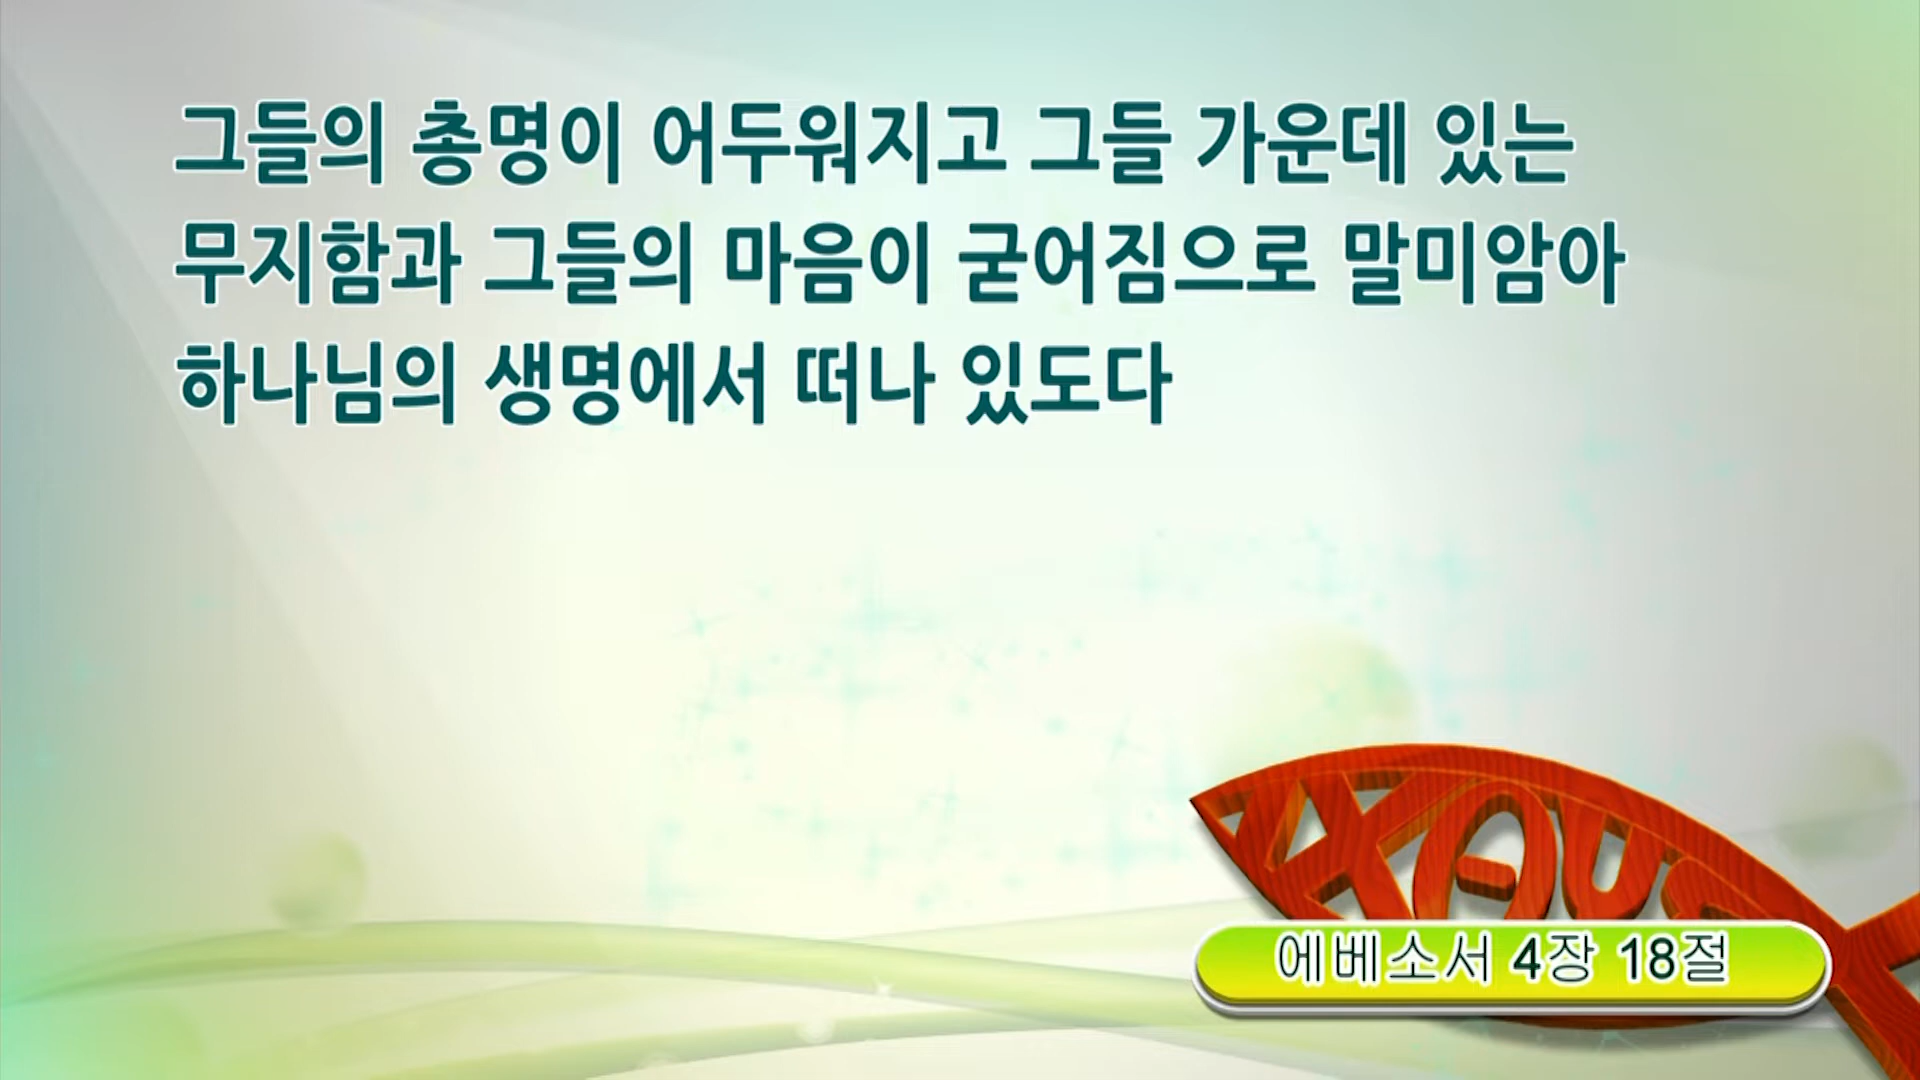 그들의 총명이 어두워지고 그들 가운데 있는
무지함과 그들의 마음이 굳어짐으로 말미암아
하나님의 생명에서 떠나 있도다
ΙΧΘΥΣ
에베소서 4장 18절